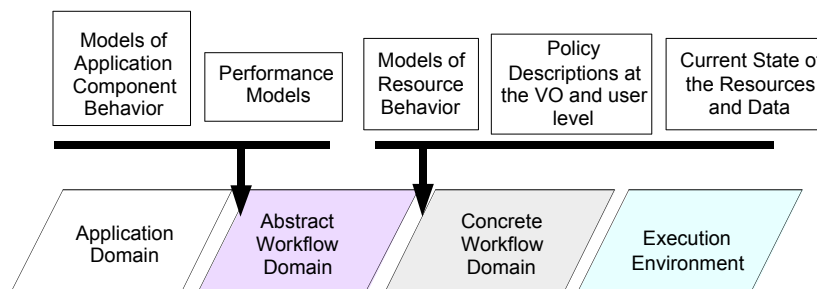 Models of
Application
Component
Behavior
Performance
Models
Models of
Resource
Behavior
Policy
Descriptions at
the VO and user
level
Current State of
the Resources
and Data
Application
Domain
Abstract
Workflow
Domain
Concrete
Workflow
Domain
Execution
Environment